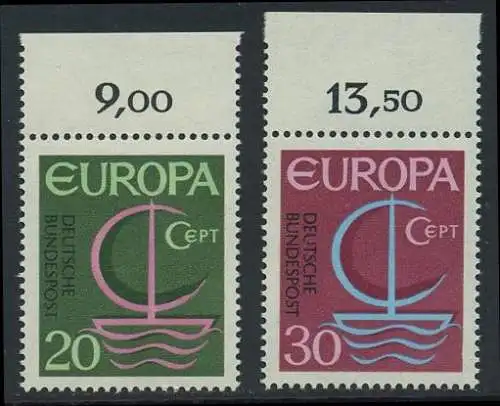 9,00
EUROPA
DEUTSCHE
BUNDESPOST
CEPT
20
13,50
EUROPA
DEUTSCHE
BUNDESPOST
CEPT
30